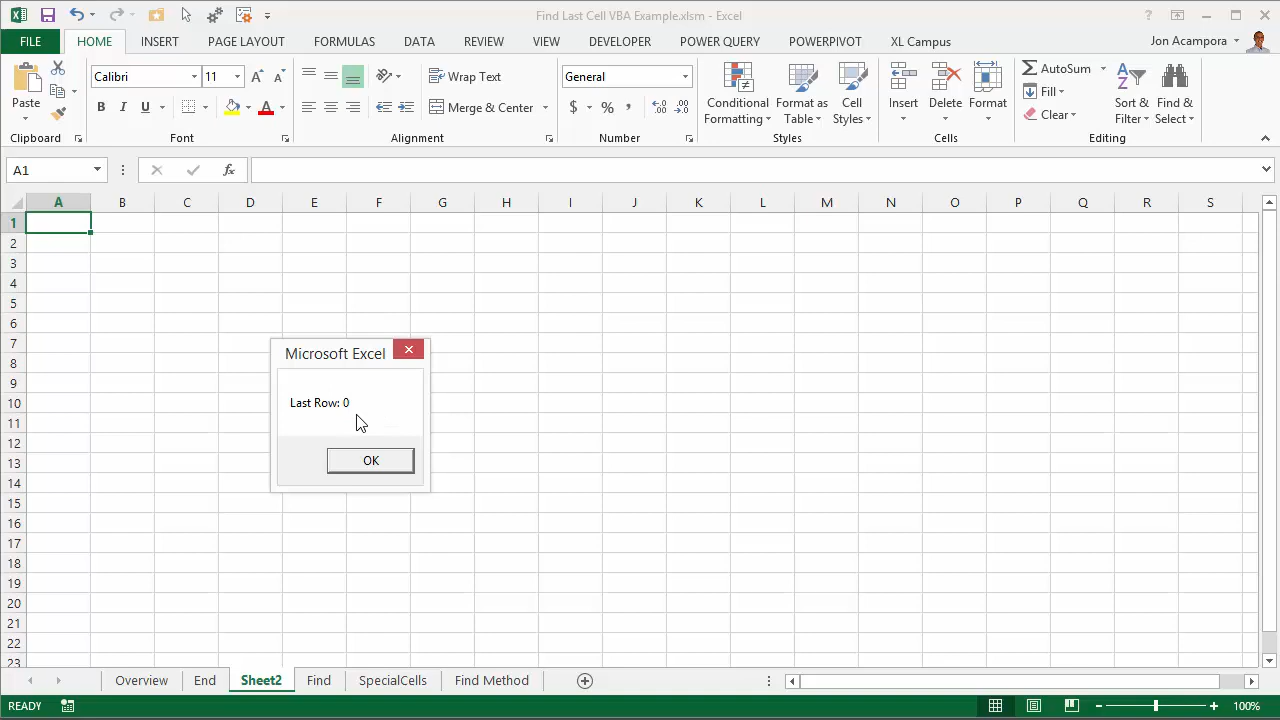 Find Last Cell VBA Example.xlsm - Excel
?
FILE HOME INSERT PAGE LAYOUT FORMULAS DATA REVIEW VIEW DEVELOPER POWERQUERY POWERPIVOT XL Campus Jon Acampora
Paste
Calibri 11 A A
B I U A
Wrap Text
Merge & Center
General
$ % ,
Conditional Formatting
Format as Table
Cell Styles
Insert
Delete
Format
AutoSum
Fill
Clear
Sort & Filter
Find & Select
Clipboard Font Alignment Number Styles Cells Editing
A1 fx
A B C D E F G H I J K L M N O P Q R S
1
2
3
4
5
6
7
8
9
10
11
12
13
14
15
16
17
18
19
20
21
22
23
Microsoft Excel
Last Row: 0
OK
Overview End Sheet2 Find SpecialCells Find Method
READY 100%